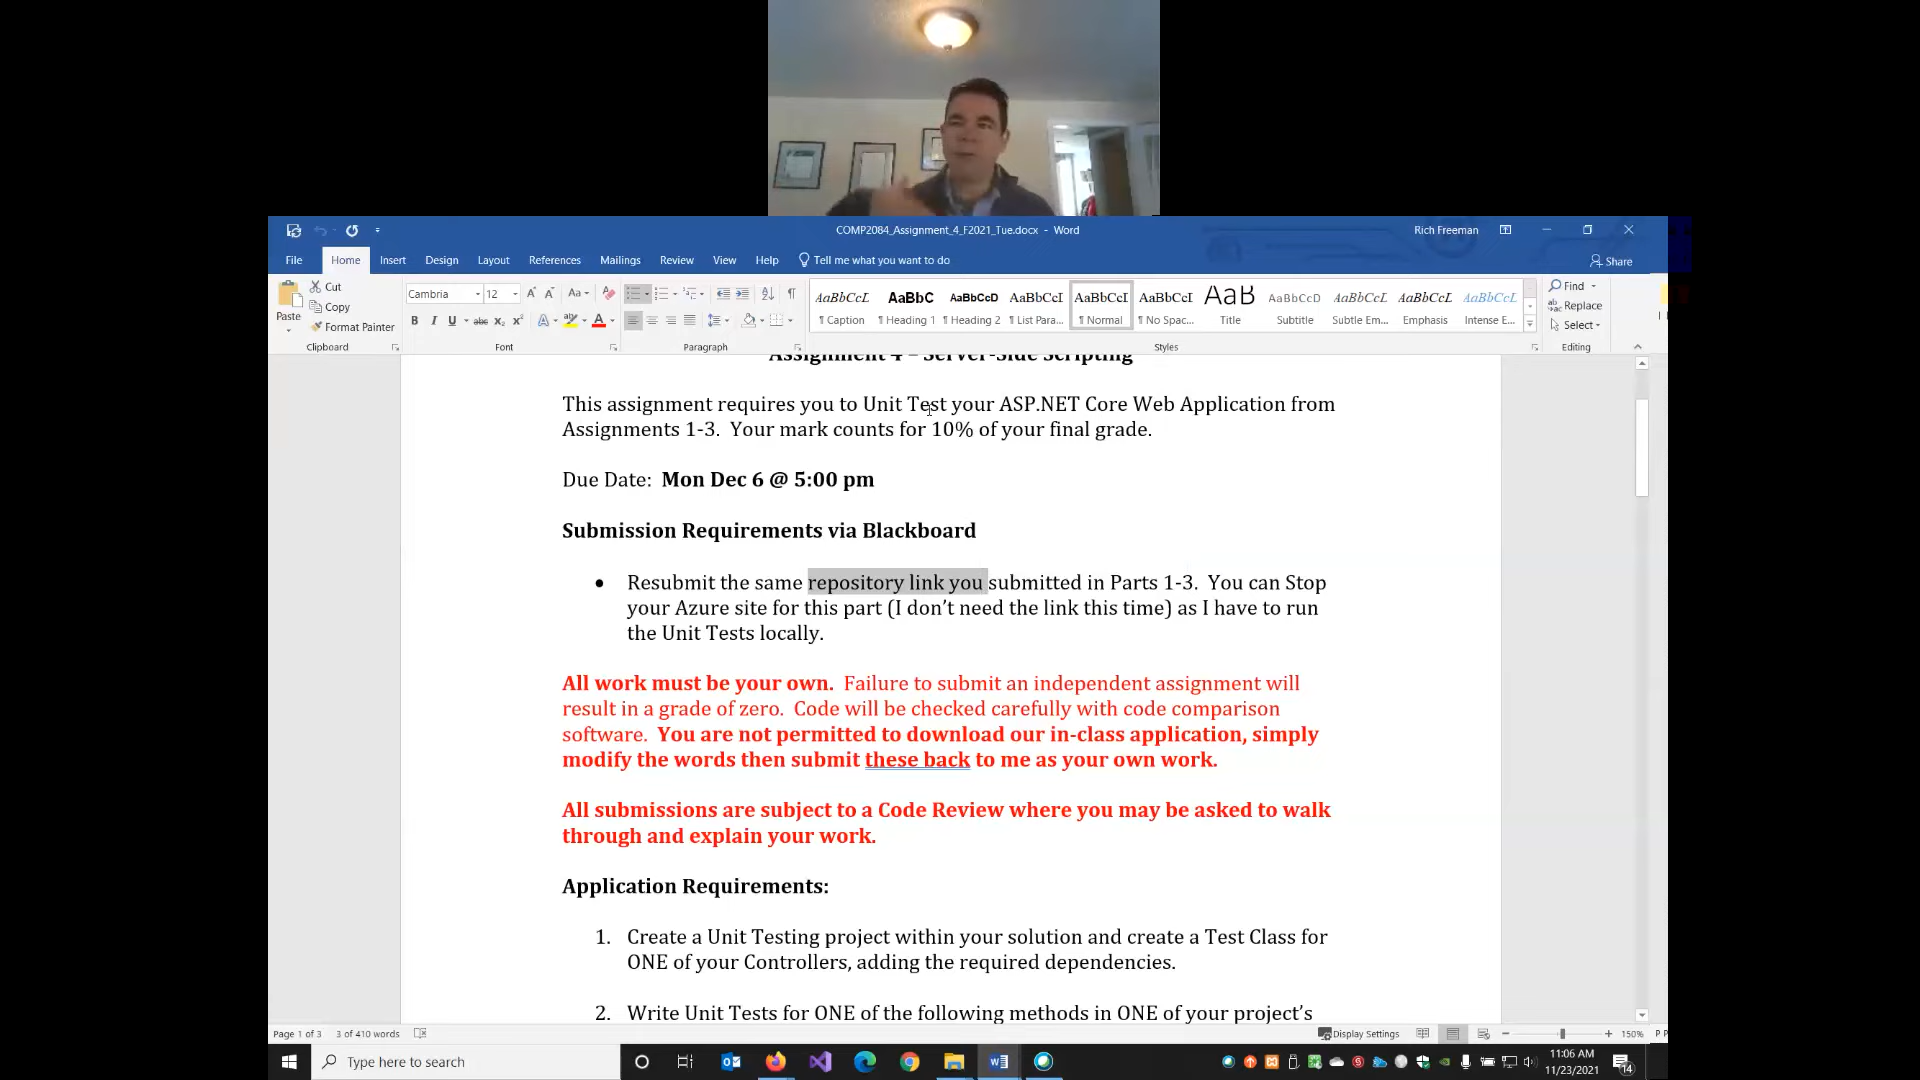 COMP2084_Assignment_4_F2021_Tue.docx - Word
Rich Freeman
File Home Insert Design Layout References Mailings Review View Help Tell me what you want to do
Share
Paste
Cut
Copy
Format Painter
Clipboard
Cambria 12
Font
Paragraph
AaBbCcL AaBbC AaBbCcD AaBbCcI AaBbCcI AaBbCcI AaB AaBbCcD AaBbCcL AaBbCcL AaBbCcL
¶ Caption ¶ Heading 1 ¶ Heading 2 ¶ List Para... ¶ Normal ¶ No Spac... Title Subtitle Subtle Em... Emphasis Intense E...
Styles
Find
Replace
Select
Editing
Assignment 4 – Server-Side Scripting
This assignment requires you to Unit Test your ASP.NET Core Web Application from
Assignments 1-3. Your mark counts for 10% of your final grade.
Due Date: Mon Dec 6 @ 5:00 pm
Submission Requirements via Blackboard
• Resubmit the same repository link you submitted in Parts 1-3. You can Stop
your Azure site for this part (I don’t need the link this time) as I have to run
the Unit Tests locally.
All work must be your own. Failure to submit an independent assignment will
result in a grade of zero. Code will be checked carefully with code comparison
software. You are not permitted to download our in-class application, simply
modify the words then submit these back to me as your own work.
All submissions are subject to a Code Review where you may be asked to walk
through and explain your work.
Application Requirements:
1. Create a Unit Testing project within your solution and create a Test Class for
ONE of your Controllers, adding the required dependencies.
2. Write Unit Tests for ONE of the following methods in ONE of your project’s
Page 1 of 3 3 of 410 words
Display Settings
150%
Type here to search
11:06 AM
11/23/2021
14